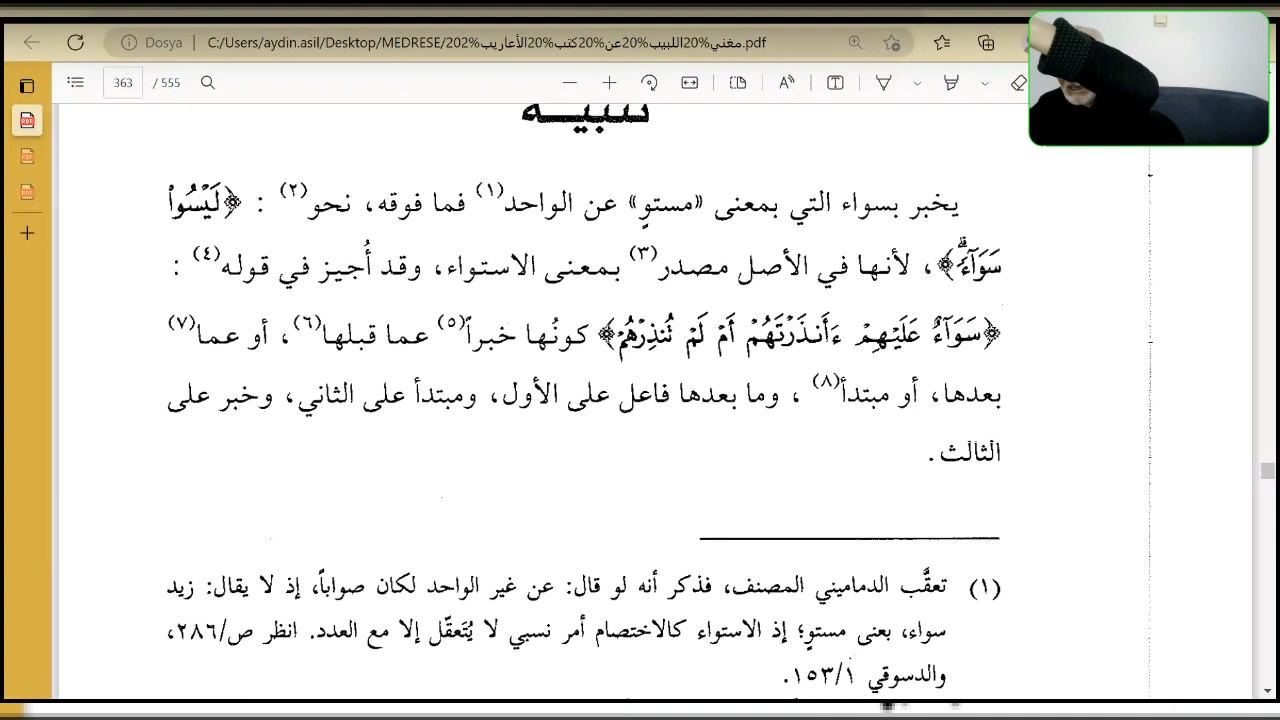 Dosya
C:/Users/aydin.asil/Desktop/MEDRESE/202%مغني%20اللبيب%20عن%20كتب%20الأعاريب.pdf
363 / 555
تنبيـــه
يخبر بسواء التي بمعنى «مستوٍ» عن الواحد(١) فما فوقه، نحو(٢) : ﴿لَيْسُوا۟
سَوَآءً﴾ ، لأنها في الأصل مصدر(٣) بمعنى الاستواء، وقد أُجيز في قوله(٤) :
﴿سَوَآءٌ عَلَيْهِمْ ءَأَنذَرْتَهُمْ أَمْ لَمْ تُنذِرْهُمْ﴾ كونُها خبراً(٥) عما قبلها(٦) ، أو عما(٧)
بعدها، أو مبتدأ(٨) ، وما بعدها فاعل على الأول، ومبتدأ على الثاني، وخبر على
الثالث.
(١) تعقَّب الدماميني المصنف، فذكر أنه لو قال: عن غير الواحد لكان صواباً، إذ لا يقال: زيد
سواء، بعنى مستوٍ؛ إذ الاستواء كالاختصام أمر نسبي لا يُتَعقّل إلا مع العدد. انظر ص/٢٨٦،
والدسوقي ١٥٣/١.